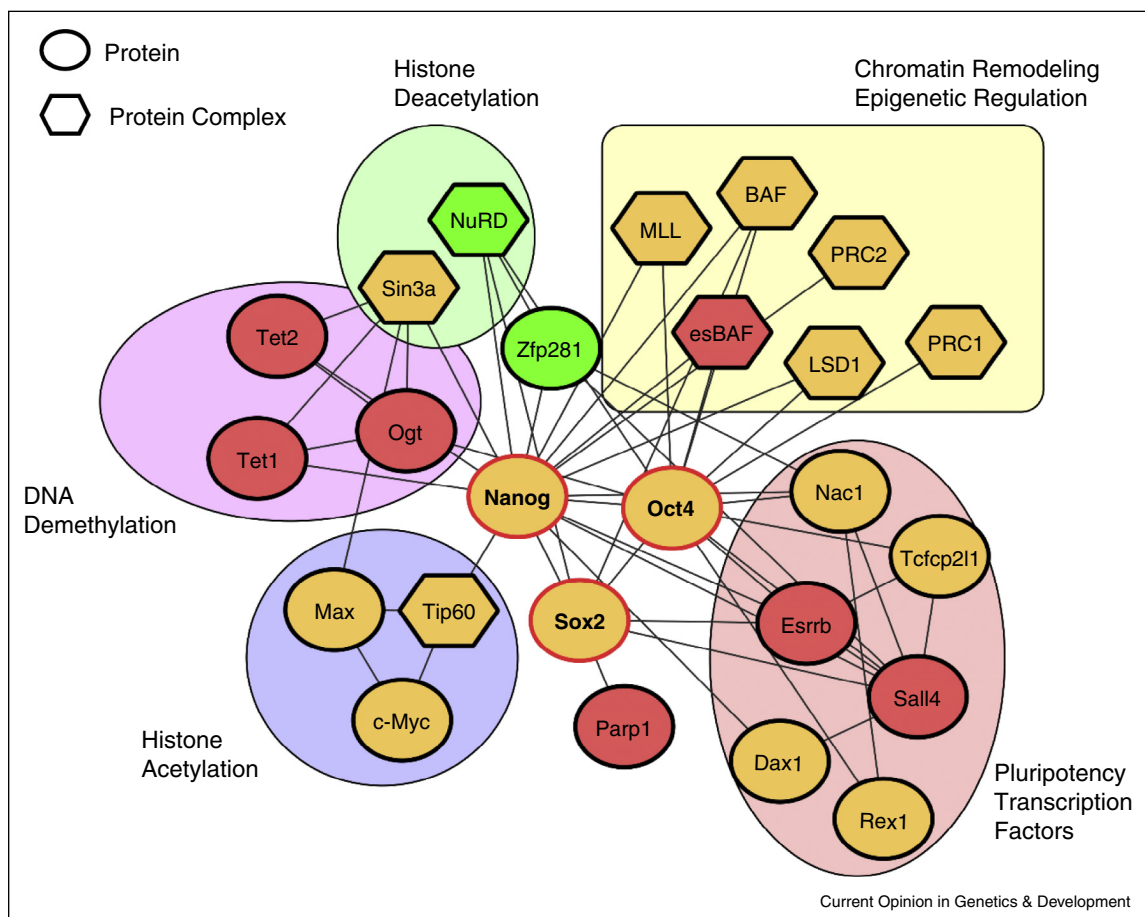 Protein
Protein Complex
Histone
Deacetylation
Chromatin Remodeling
Epigenetic Regulation
NuRD
Sin3a
MLL
BAF
PRC2
esBAF
LSD1
PRC1
Zfp281
Tet2
Ogt
Tet1
DNA
Demethylation
Nanog
Oct4
Sox2
Parp1
Max
Tip60
c-Myc
Histone
Acetylation
Nac1
Tcfcp2l1
Esrrb
Sall4
Dax1
Rex1
Pluripotency
Transcription
Factors
Current Opinion in Genetics & Development